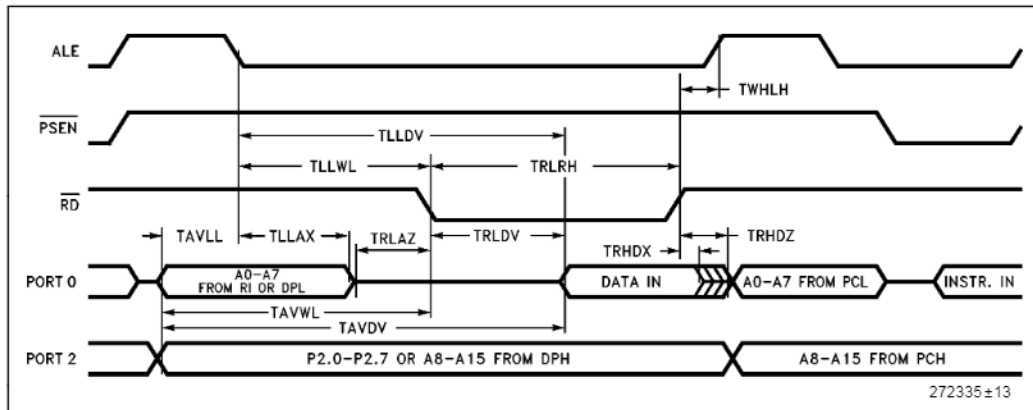 ALE
TWHLH
PSEN
TLLDV
TLLWL
TRLRH
RD
TAVLL
TLLAX
TRLAZ
TRLDV
TRHDX
TRHDZ
PORT 0
A0-A7
FROM RI OR DPL
DATA IN
A0-A7 FROM PCL
INSTR. IN
TAVWL
TAVDV
PORT 2
P2.0-P2.7 OR A8-A15 FROM DPH
A8-A15 FROM PCH
272335±13